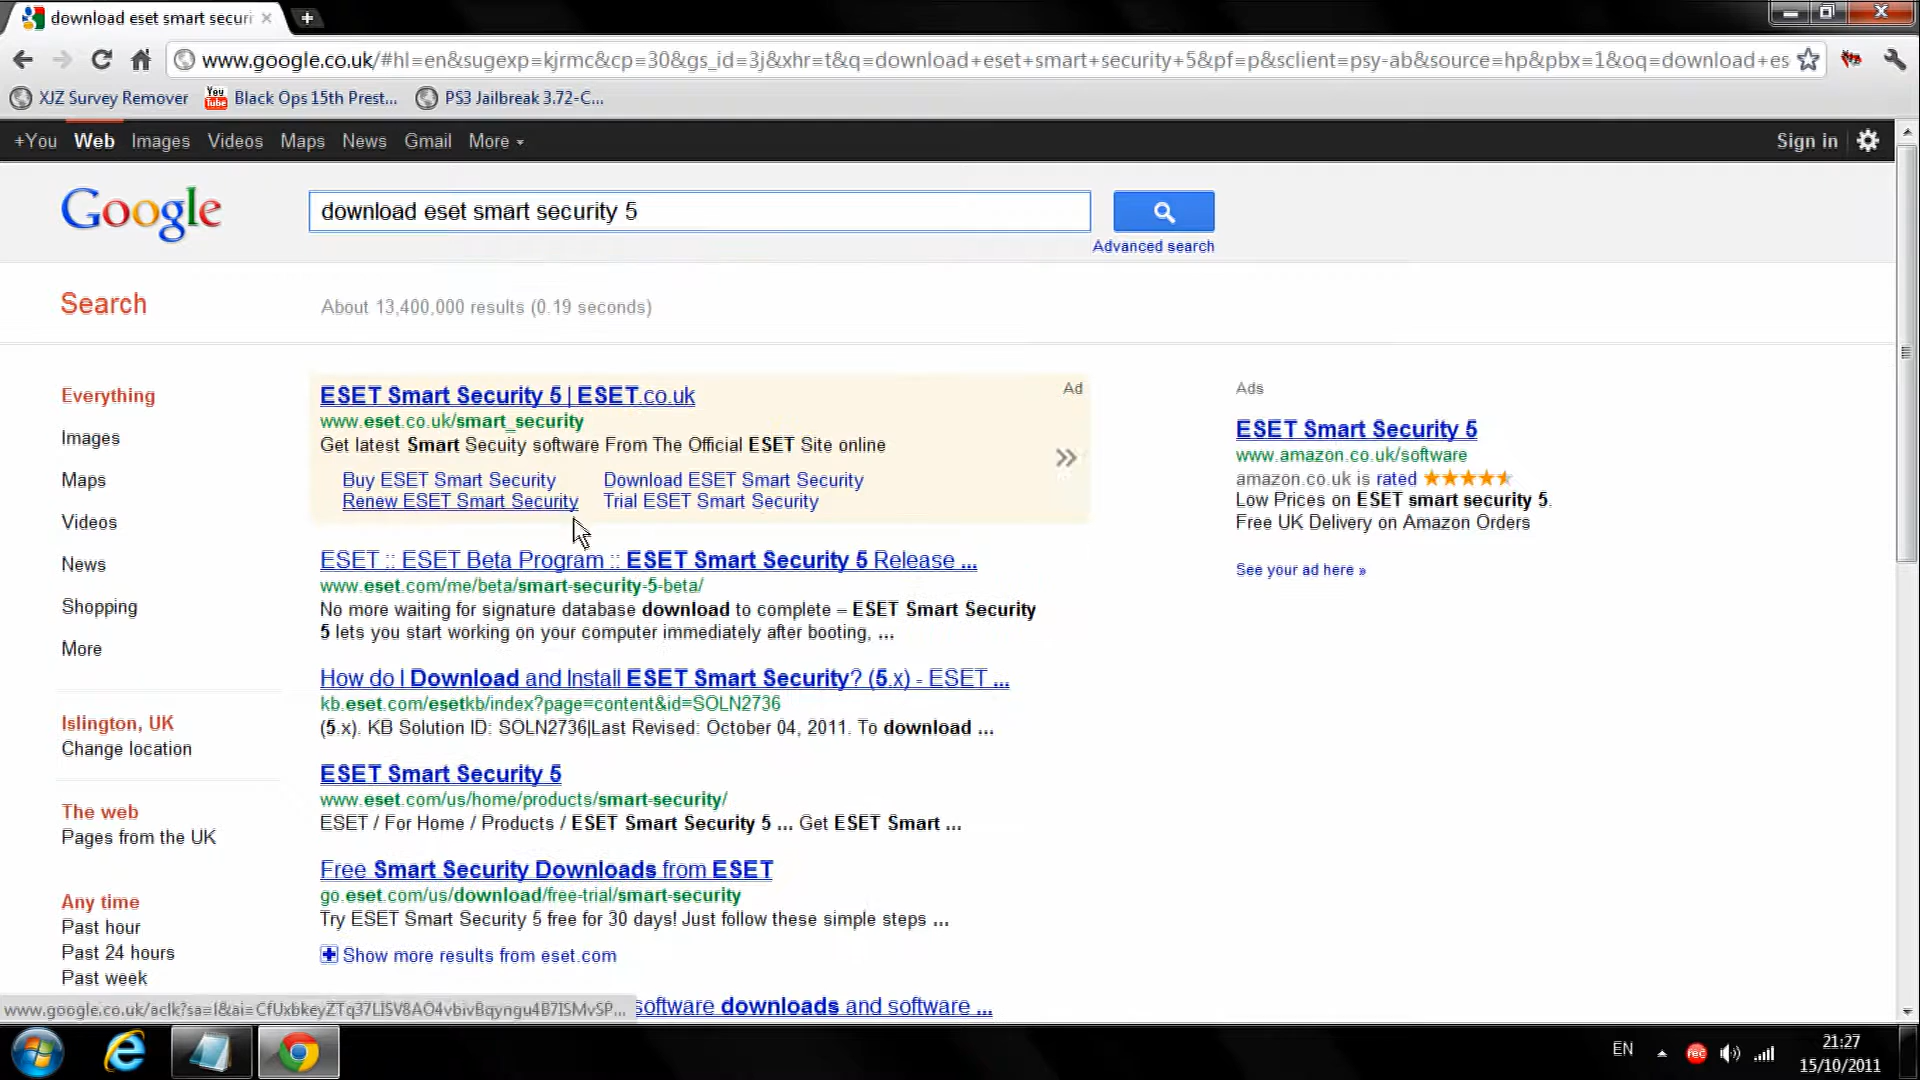 download eset smart securi
www.google.co.uk/#hl=en&sugexp=kjrmc&cp=30&gs_id=3j&xhr=t&q=download+eset+smart+security+5&pf=p&sclient=psy-ab&source=hp&pbx=1&oq=download+es
XJZ Survey Remover
You Tube
Black Ops 15th Prest...
PS3 Jailbreak 3.72-C...
+You Web Images Videos Maps News Gmail More
Sign in
Google
download eset smart security 5
Advanced search
Search
About 13,400,000 results (0.19 seconds)
Everything
Images
Maps
Videos
News
Shopping
More
Islington, UK
Change location
The web
Pages from the UK
Any time
Past hour
Past 24 hours
Past week
ESET Smart Security 5 | ESET.co.uk
Ad
www.eset.co.uk/smart_security
Get latest Smart Secuity software From The Official ESET Site online
Buy ESET Smart Security
Download ESET Smart Security
Renew ESET Smart Security
Trial ESET Smart Security
ESET :: ESET Beta Program :: ESET Smart Security 5 Release ...
www.eset.com/me/beta/smart-security-5-beta/
No more waiting for signature database download to complete – ESET Smart Security
5 lets you start working on your computer immediately after booting, ...
How do I Download and Install ESET Smart Security? (5.x) - ESET ...
kb.eset.com/esetkb/index?page=content&id=SOLN2736
(5.x). KB Solution ID: SOLN2736|Last Revised: October 04, 2011. To download ...
ESET Smart Security 5
www.eset.com/us/home/products/smart-security/
ESET / For Home / Products / ESET Smart Security 5 ... Get ESET Smart ...
Free Smart Security Downloads from ESET
go.eset.com/us/download/free-trial/smart-security
Try ESET Smart Security 5 free for 30 days! Just follow these simple steps ...
Show more results from eset.com
software downloads and software ...
Ads
ESET Smart Security 5
www.amazon.co.uk/software
amazon.co.uk is rated
Low Prices on ESET smart security 5.
Free UK Delivery on Amazon Orders
See your ad here »
www.google.co.uk/aclk?sa=l&ai=CfUxbkeyZTq37LISV8AO4vbivBqyngu4B7ISMvSP...
EN
rec
21:27
15/10/2011